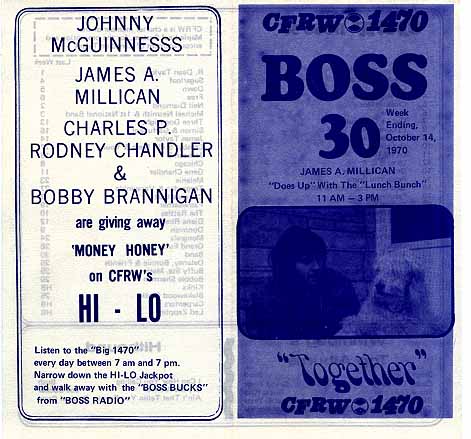 JOHNNY
McGUINNESSS
JAMES A.
MILLICAN
CHARLES P.
RODNEY CHANDLER
&
BOBBY BRANNIGAN
are giving away
'MONEY HONEY'
on CFRW's
HI - LO
Listen to the "Big 1470"
every day between 7 am and 7 pm.
Narrow down the HI-LO Jackpot
and walk away with the "BOSS BUCKS"
from "BOSS RADIO"
CFRW 1470
BOSS
30
Week
Ending,
October 14,
1970
JAMES A. MILLICAN
"Does Up" With The "Lunch Bunch"
11 AM – 3 PM
"Together"
CFRW 1470